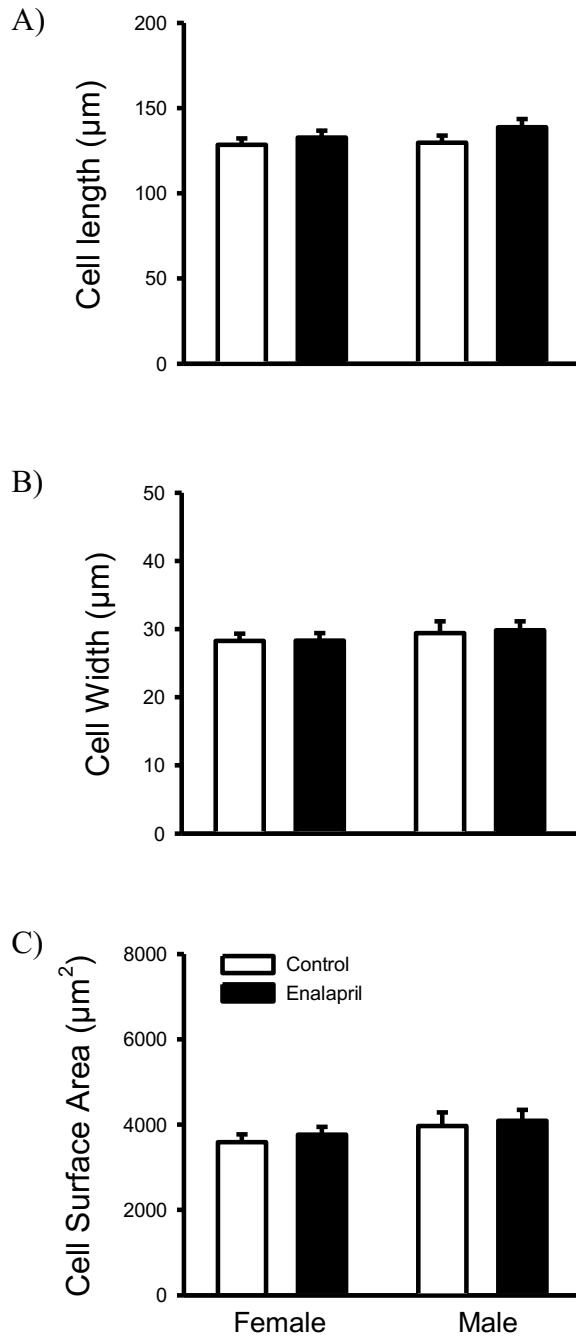 A)
200
150
100
50
0
Cell length (µm)
B)
50
40
30
20
10
0
Cell Width (µm)
C)
8000
6000
4000
2000
0
Cell Surface Area (µm²)
Control
Enalapril
Female
Male